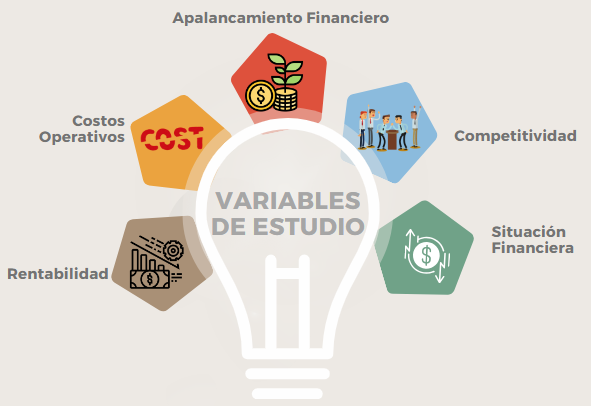 Apalancamiento Financiero
Costos
Operativos
COST
Competitividad
VARIABLES
DE ESTUDIO
Situación
Financiera
Rentabilidad